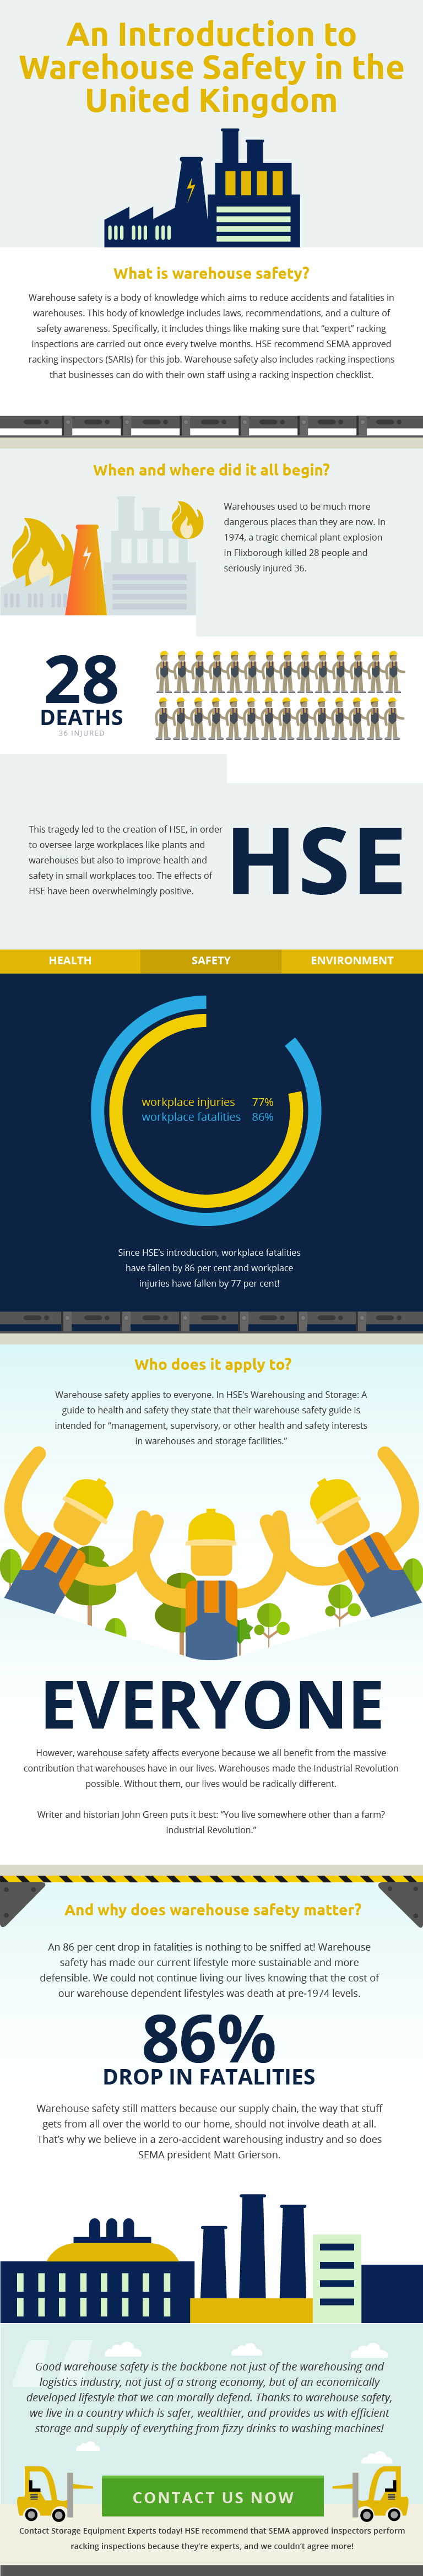 An Introduction to
Warehouse Safety in the
United Kingdom
What is warehouse safety?
Warehouse safety is a body of knowledge which aims to reduce accidents and fatalities in
warehouses. This body of knowledge includes laws, recommendations, and a culture of
safety awareness. Specifically, it includes things like making sure that “expert” racking
inspections are carried out once every twelve months. HSE recommend SEMA approved
racking inspectors (SARIs) for this job. Warehouse safety also includes racking inspections
that businesses can do with their own staff using a racking inspection checklist.
When and where did it all begin?
Warehouses used to be much more
dangerous places than they are now. In
1974, a tragic chemical plant explosion
in Flixborough killed 28 people and
seriously injured 36.
28
DEATHS
36 INJURED
This tragedy led to the creation of HSE, in order
to oversee large workplaces like plants and
warehouses but also to improve health and
safety in small workplaces too. The effects of
HSE have been overwhelmingly positive.
HSE
HEALTH SAFETY ENVIRONMENT
workplace injuries 77%
workplace fatalities 86%
Since HSE’s introduction, workplace fatalities
have fallen by 86 per cent and workplace
injuries have fallen by 77 per cent!
Who does it apply to?
Warehouse safety applies to everyone. In HSE’s Warehousing and Storage: A
guide to health and safety they state that their warehouse safety guide is
intended for “management, supervisory, or other health and safety interests
in warehouses and storage facilities.”
EVERYONE
However, warehouse safety affects everyone because we all benefit from the massive
contribution that warehouses have in our lives. Warehouses made the Industrial Revolution
possible. Without them, our lives would be radically different.
Writer and historian John Green puts it best: “You live somewhere other than a farm?
Industrial Revolution.”
And why does warehouse safety matter?
An 86 per cent drop in fatalities is nothing to be sniffed at! Warehouse
safety has made our current lifestyle more sustainable and more
defensible. We could not continue living our lives knowing that the cost of
our warehouse dependent lifestyles was death at pre-1974 levels.
86%
DROP IN FATALITIES
Warehouse safety still matters because our supply chain, the way that stuff
gets from all over the world to our home, should not involve death at all.
That’s why we believe in a zero-accident warehousing industry and so does
SEMA president Matt Grierson.
Good warehouse safety is the backbone not just of the warehousing and
logistics industry, not just of a strong economy, but of an economically
developed lifestyle that we can morally defend. Thanks to warehouse safety,
we live in a country which is safer, wealthier, and provides us with efficient
storage and supply of everything from fizzy drinks to washing machines!
CONTACT US NOW
Contact Storage Equipment Experts today! HSE recommend that SEMA approved inspectors perform
racking inspections because they’re experts, and we couldn’t agree more!